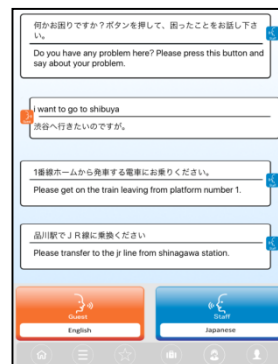 何かお困りですか？ボタンを押して、困ったことをお話し下さ
い。
Do you have any problem here? Please press this button and
say about your problem.
i want to go to shibuya
渋谷へ行きたいのですが。
1番線ホームから発車する電車にお乗りください。
Please get on the train leaving from platform number 1.
品川駅でＪＲ線に乗換ください
Please transfer to the jr line from shinagawa station.
Guest
Staff
English
Japanese